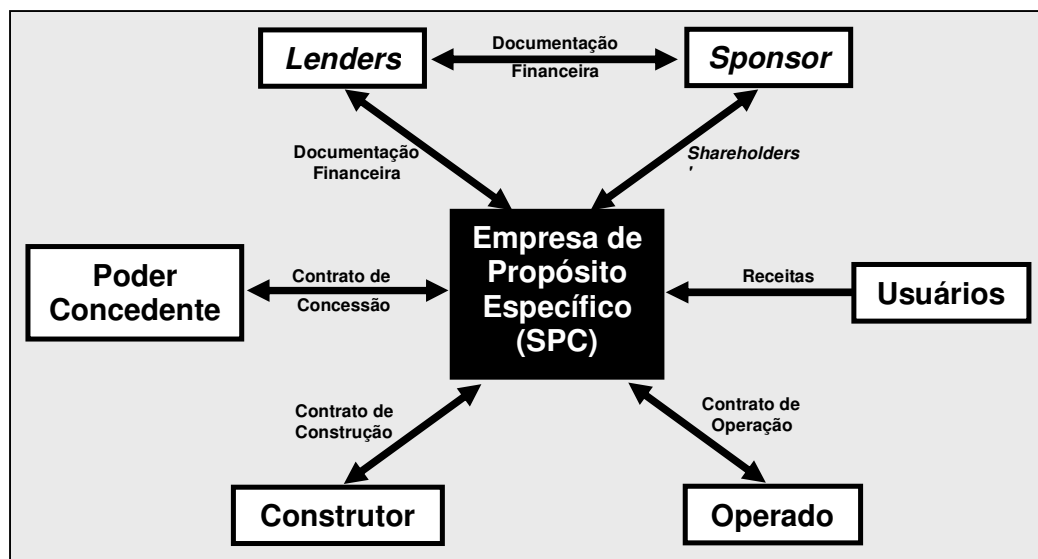 Lenders
Documentação
Financeira
Sponsor
Documentação
Financeira
Shareholders
'
Empresa de
Propósito
Específico
(SPC)
Poder
Concedente
Contrato de
Concessão
Receitas
Usuários
Contrato de
Construção
Contrato de
Operação
Construtor
Operado